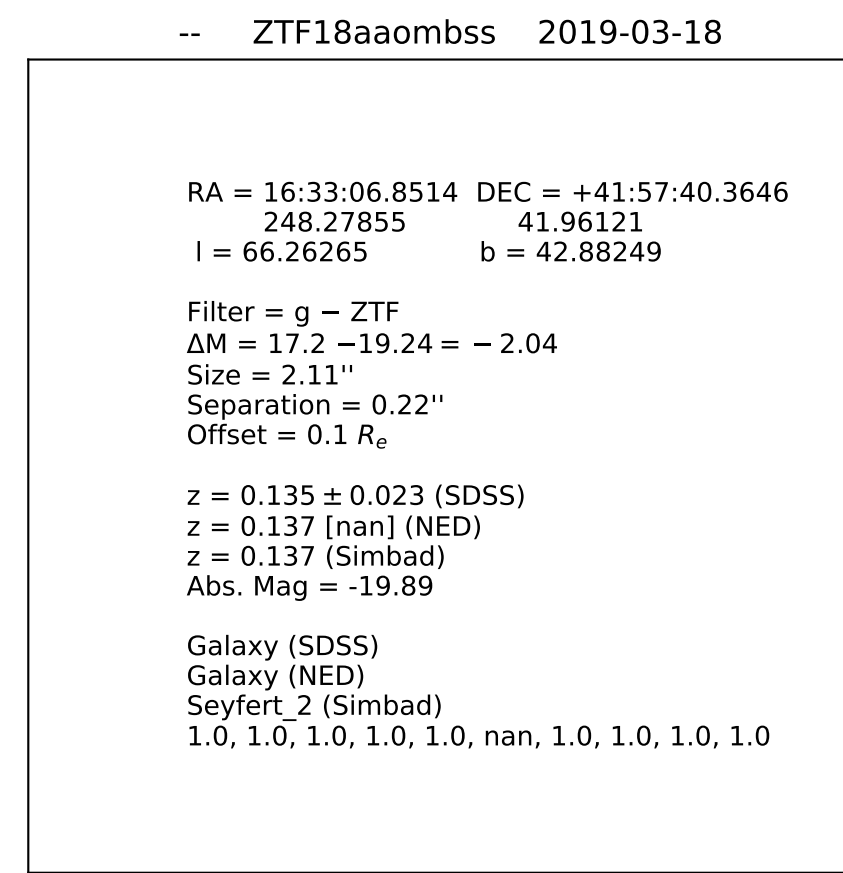 -- ZTF18aaombss 2019-03-18
RA = 16:33:06.8514 DEC = +41:57:40.3646
248.27855 41.96121
l = 66.26265 b = 42.88249
Filter = g − ZTF
ΔM = 17.2 −19.24 = − 2.04
Size = 2.11''
Separation = 0.22''
Offset = 0.1 Re
z = 0.135 ± 0.023 (SDSS)
z = 0.137 [nan] (NED)
z = 0.137 (Simbad)
Abs. Mag = -19.89
Galaxy (SDSS)
Galaxy (NED)
Seyfert_2 (Simbad)
1.0, 1.0, 1.0, 1.0, 1.0, nan, 1.0, 1.0, 1.0, 1.0